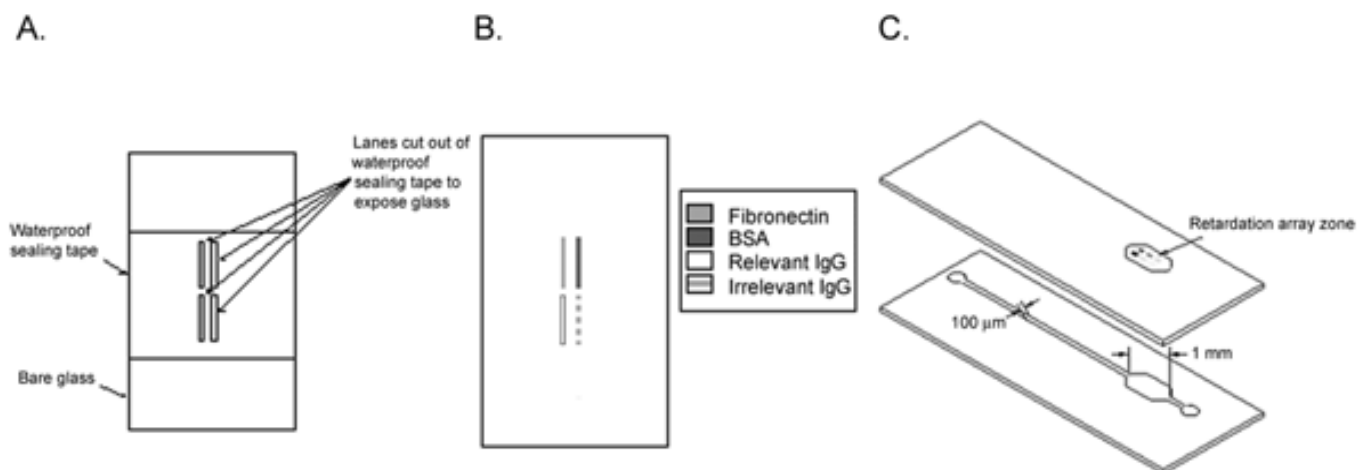 A.
B.
C.
Lanes cut out of
waterproof
sealing tape to
expose glass
Waterproof
sealing tape
Bare glass
Fibronectin
BSA
Relevant IgG
Irrelevant IgG
Retardation array zone
100 µm
1 mm